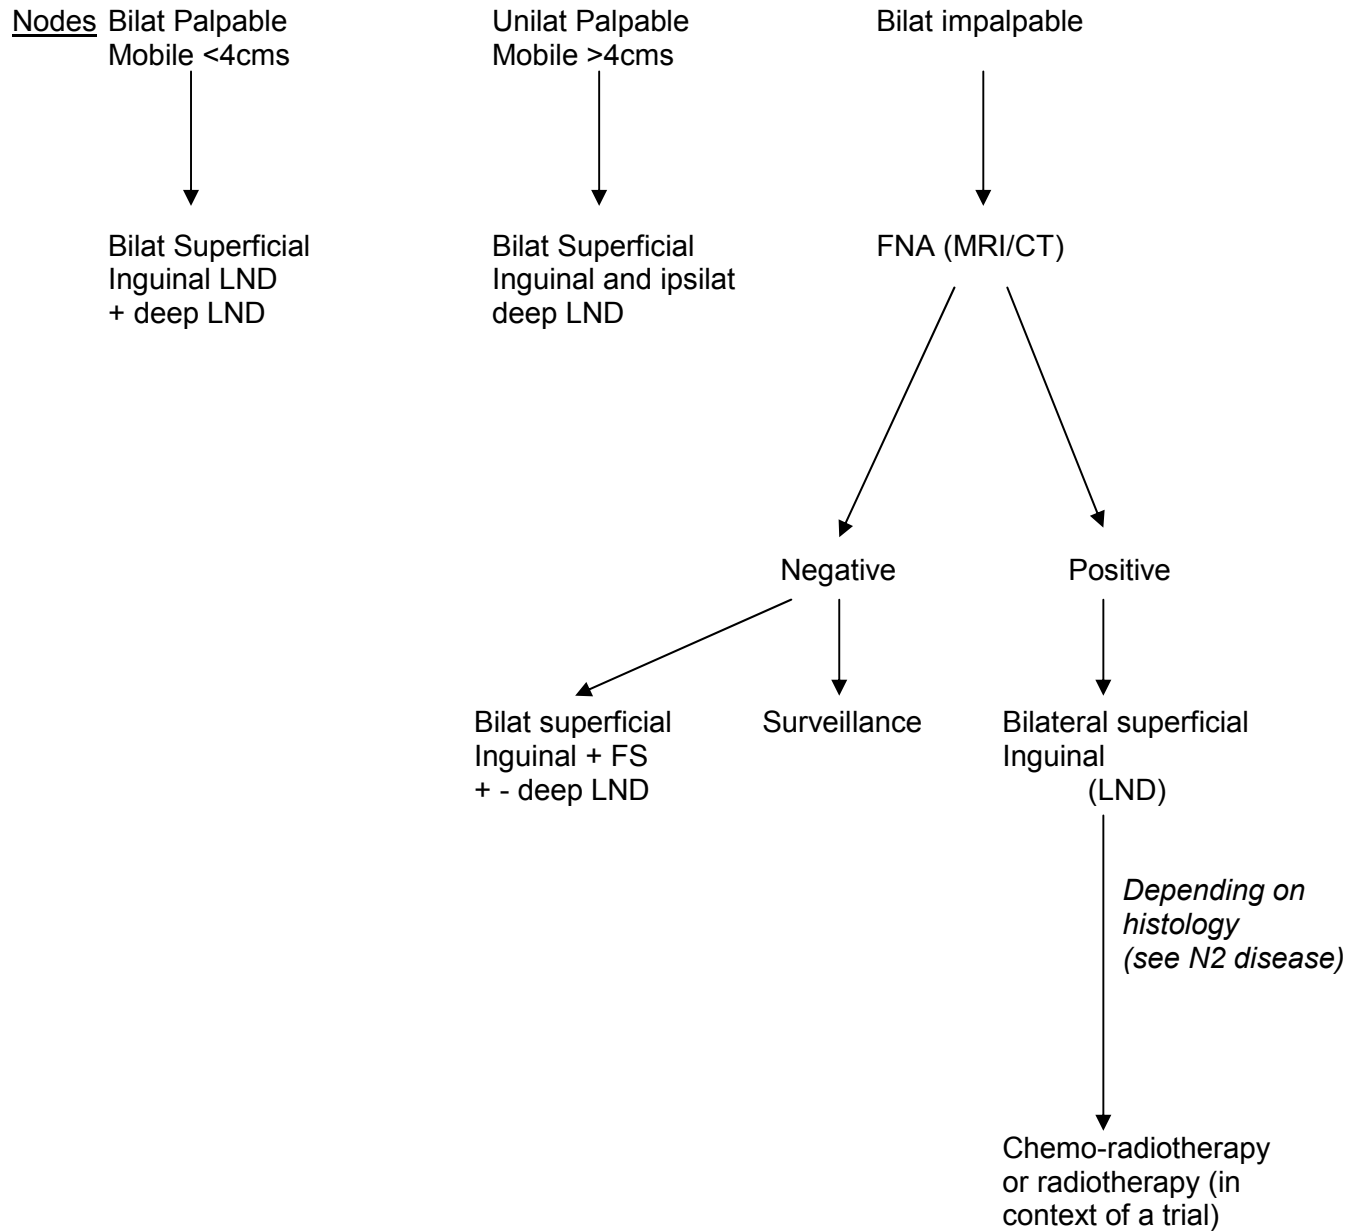 Nodes Bilat Palpable
Mobile <4cms
Unilat Palpable
Mobile >4cms
Bilat impalpable
Bilat Superficial
Inguinal LND
+ deep LND
Bilat Superficial
Inguinal and ipsilat
deep LND
FNA (MRI/CT)
Negative
Positive
Bilat superficial
Inguinal + FS
+ - deep LND
Surveillance
Bilateral superficial
Inguinal
(LND)
Depending on
histology
(see N2 disease)
Chemo-radiotherapy
or radiotherapy (in
context of a trial)